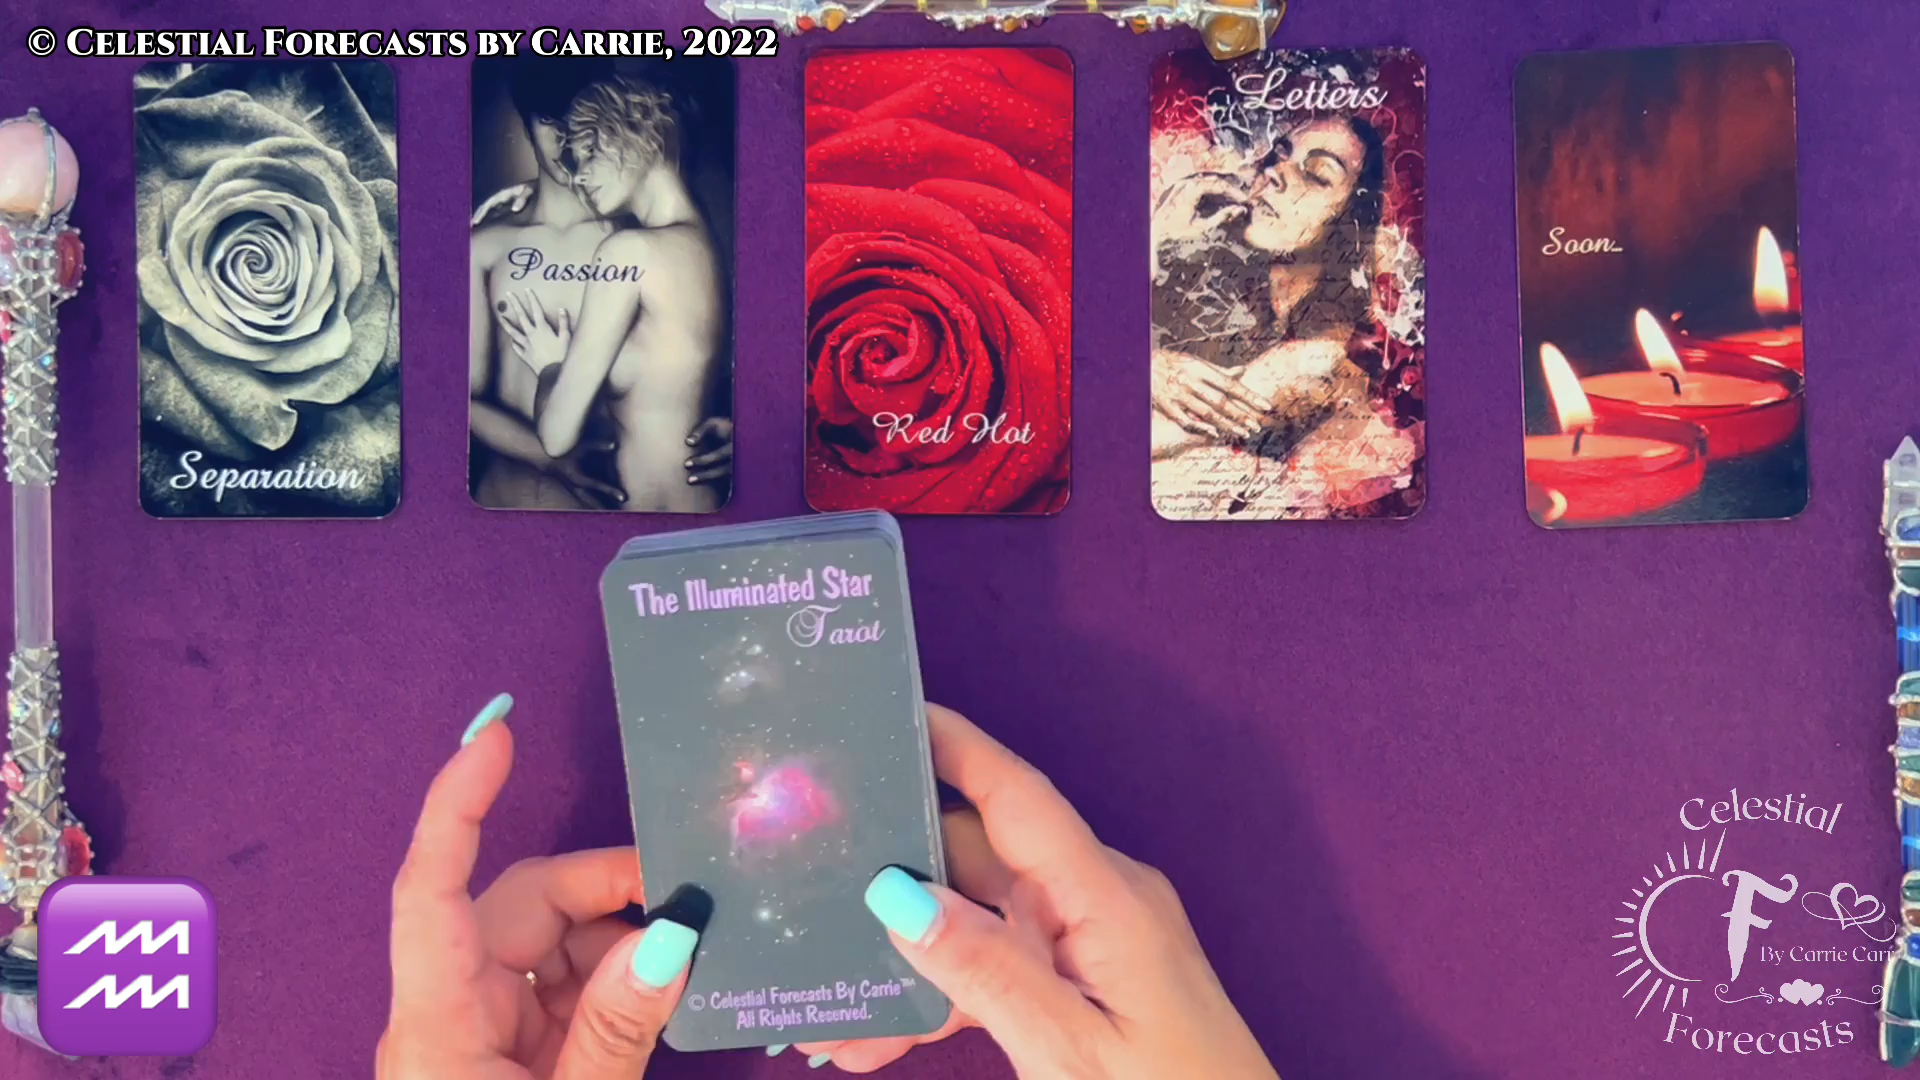 © Celestial Forecasts by Carrie, 2022
Separation
Passion
Red Hot
Letters
Soon...
The Illuminated Star
Tarot
© Celestial Forecasts By Carrie™
All Rights Reserved.
Celestial
F
By Carrie
Forecasts